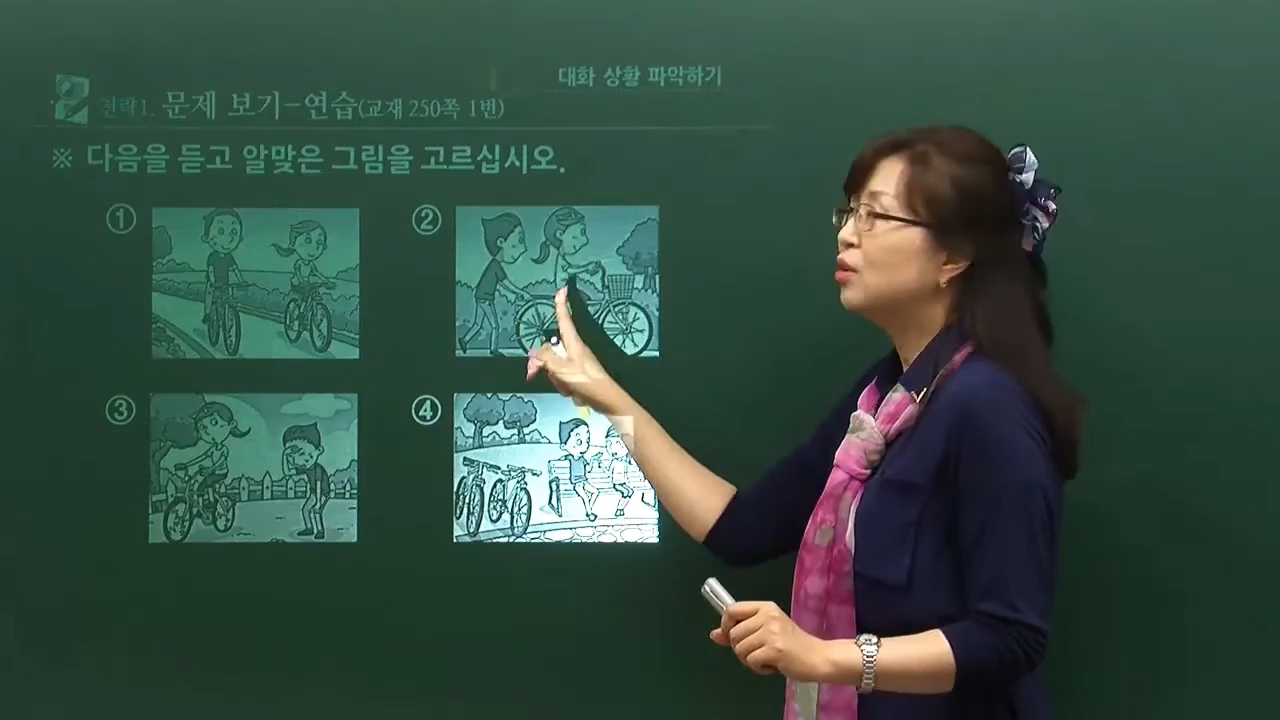 대화 상황 파악하기
전략1. 문제 보기-연습(교재 250쪽 1번)
※ 다음을 듣고 알맞은 그림을 고르십시오.
①
②
③
④